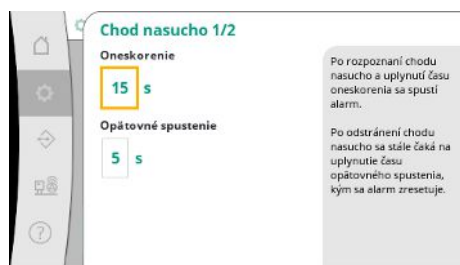 Chod nasucho 1/2
Oneskorenie
15 s
Opätovné spustenie
5 s
Po rozpoznaní chodu
nasucho a uplynutí času
oneskorenia sa spustí
alarm.
Po odstránení chodu
nasucho sa stále čaká na
uplynutie času
opätovného spustenia,
kým sa alarm zresetuje.